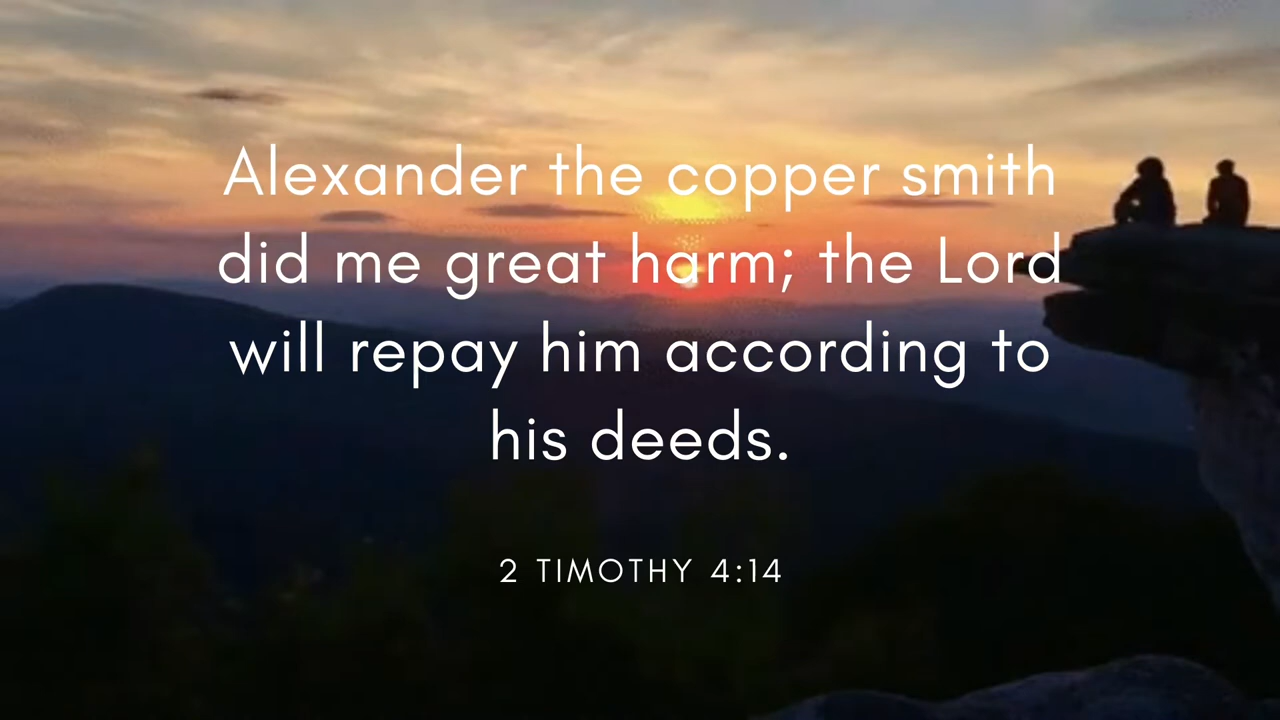 Alexander the copper smith
did me great harm; the Lord
will repay him according to
his deeds.
2 TIMOTHY 4:14